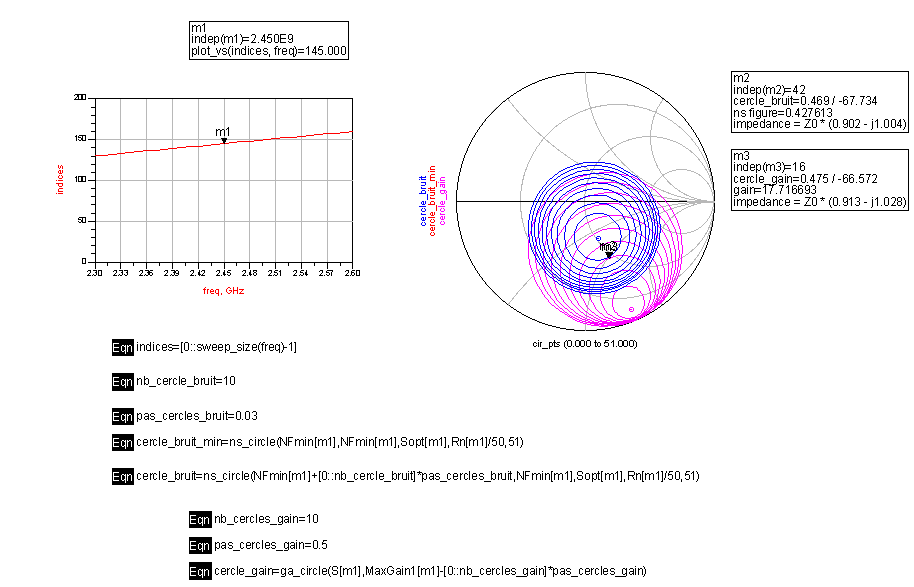 m1
indep(m1)=2.450E9
plot_vs(indices, freq)=145.000
200
150
100
50
0
m1
indices
2.30 2.33 2.36 2.39 2.42 2.45 2.48 2.51 2.54 2.57 2.60
freq, GHz
cercle_bruit
cercle_bruit_min
cercle_gain
cir_pts (0.000 to 51.000)
m2
indep(m2)=42
cercle_bruit=0.469 / -67.734
ns figure=0.427613
impedance = Z0 * (0.902 - j1.004)
m3
indep(m3)=16
cercle_gain=0.475 / -66.572
gain=17.716693
impedance = Z0 * (0.913 - j1.028)
Eqn indices=[0::sweep_size(freq)-1]
Eqn nb_cercle_bruit=10
Eqn pas_cercles_bruit=0.03
Eqn cercle_bruit_min=ns_circle(NFmin[m1],NFmin[m1],Sopt[m1],Rn[m1]/50,51)
Eqn cercle_bruit=ns_circle(NFmin[m1]+[0::nb_cercle_bruit]*pas_cercles_bruit,NFmin[m1],Sopt[m1],Rn[m1]/50,51)
Eqn nb_cercles_gain=10
Eqn pas_cercles_gain=0.5
Eqn cercle_gain=ga_circle(S[m1],MaxGain1[m1]-[0::nb_cercles_gain]*pas_cercles_gain)